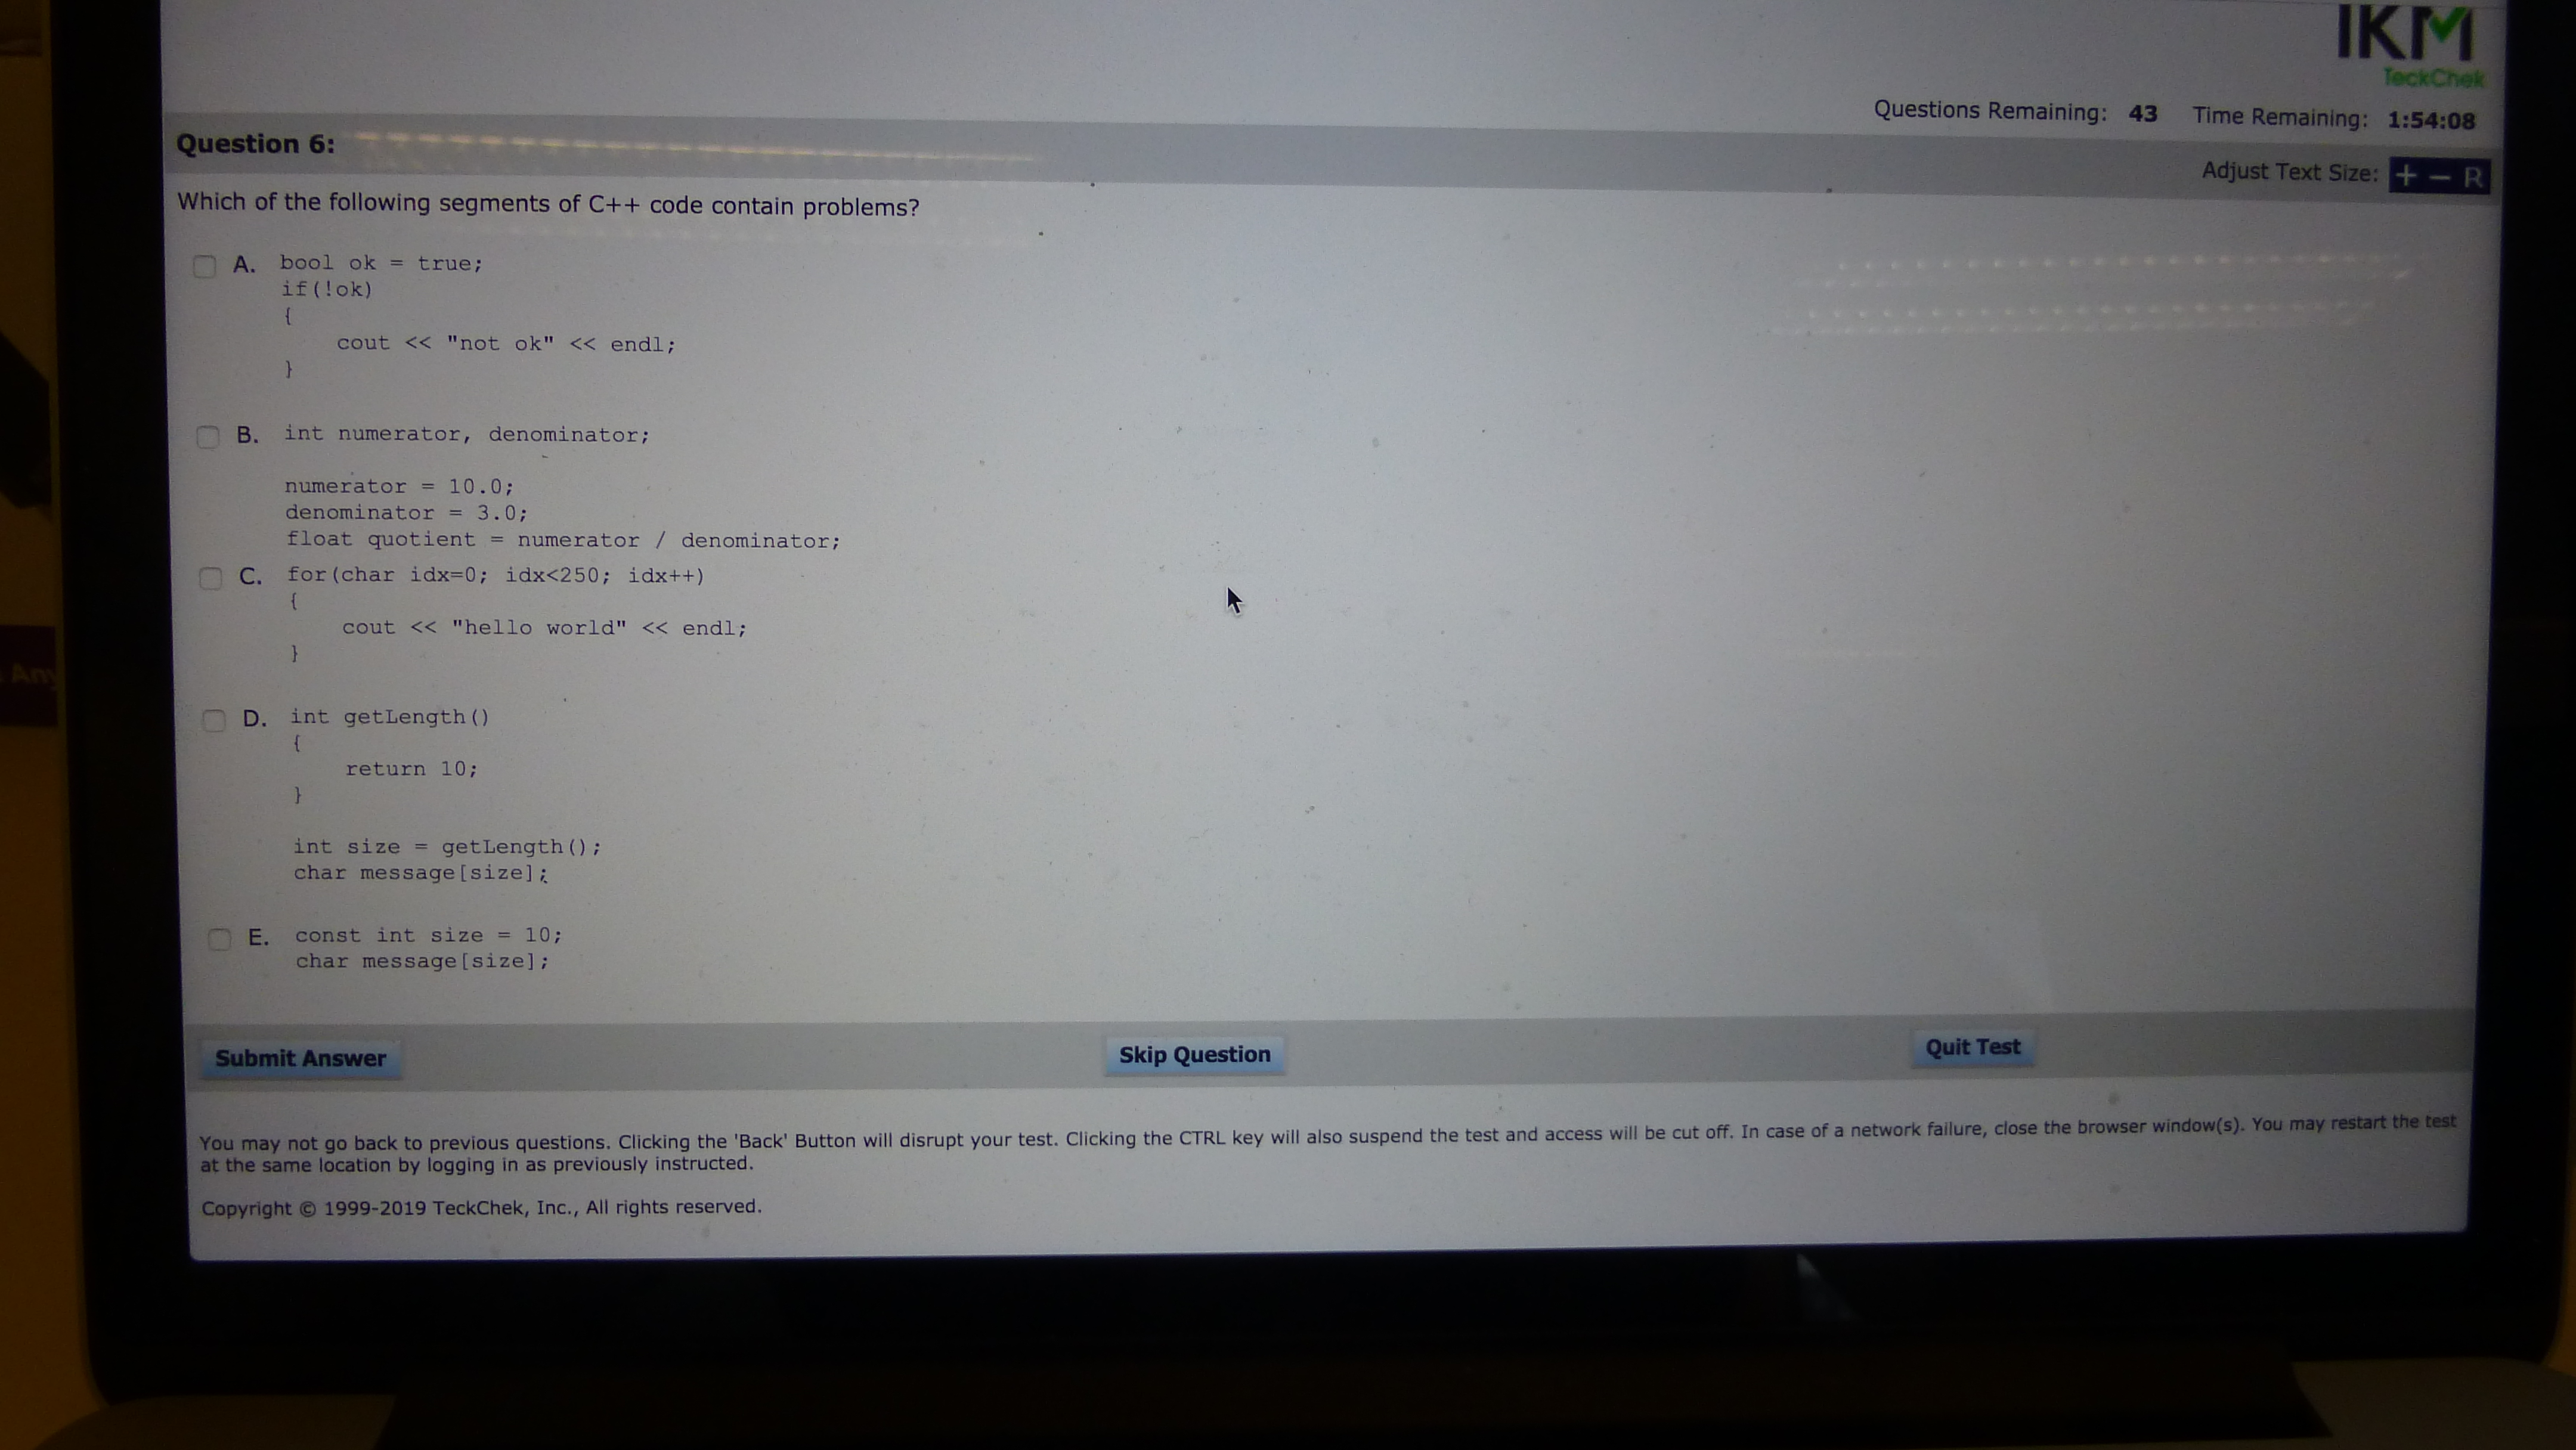 IKM
TeckChek
Questions Remaining: 43 Time Remaining: 1:54:08
Question 6:
Adjust Text Size: + − R
Which of the following segments of C++ code contain problems?
A. bool ok = true;
if(!ok)
{
cout << "not ok" << endl;
}
B. int numerator, denominator;
numerator = 10.0;
denominator = 3.0;
float quotient = numerator / denominator;
C. for(char idx=0; idx<250; idx++)
{
cout << "hello world" << endl;
}
D. int getLength()
{
return 10;
}
int size = getLength();
char message[size];
E. const int size = 10;
char message[size];
Submit Answer Skip Question Quit Test
You may not go back to previous questions. Clicking the 'Back' Button will disrupt your test. Clicking the CTRL key will also suspend the test and access will be cut off. In case of a network failure, close the browser window(s). You may restart the test
at the same location by logging in as previously instructed.
Copyright © 1999-2019 TeckChek, Inc., All rights reserved.